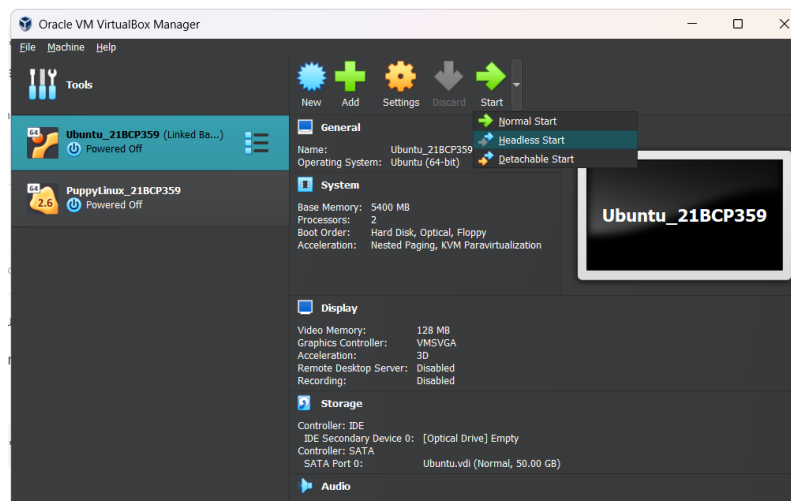 Oracle VM VirtualBox Manager
File Machine Help
Tools
New Add Settings Discard Start
Normal Start
Headless Start
Detachable Start
64
Ubuntu_21BCP359 (Linked Ba...)
Powered Off
64
2.6
PuppyLinux_21BCP359
Powered Off
General
Name: Ubuntu_21BCP359
Operating System: Ubuntu (64-bit)
System
Base Memory: 5400 MB
Processors: 2
Boot Order: Hard Disk, Optical, Floppy
Acceleration: Nested Paging, KVM Paravirtualization
Ubuntu_21BCP359
Display
Video Memory: 128 MB
Graphics Controller: VMSVGA
Acceleration: 3D
Remote Desktop Server: Disabled
Recording: Disabled
Storage
Controller: IDE
IDE Secondary Device 0: [Optical Drive] Empty
Controller: SATA
SATA Port 0: Ubuntu.vdi (Normal, 50.00 GB)
Audio